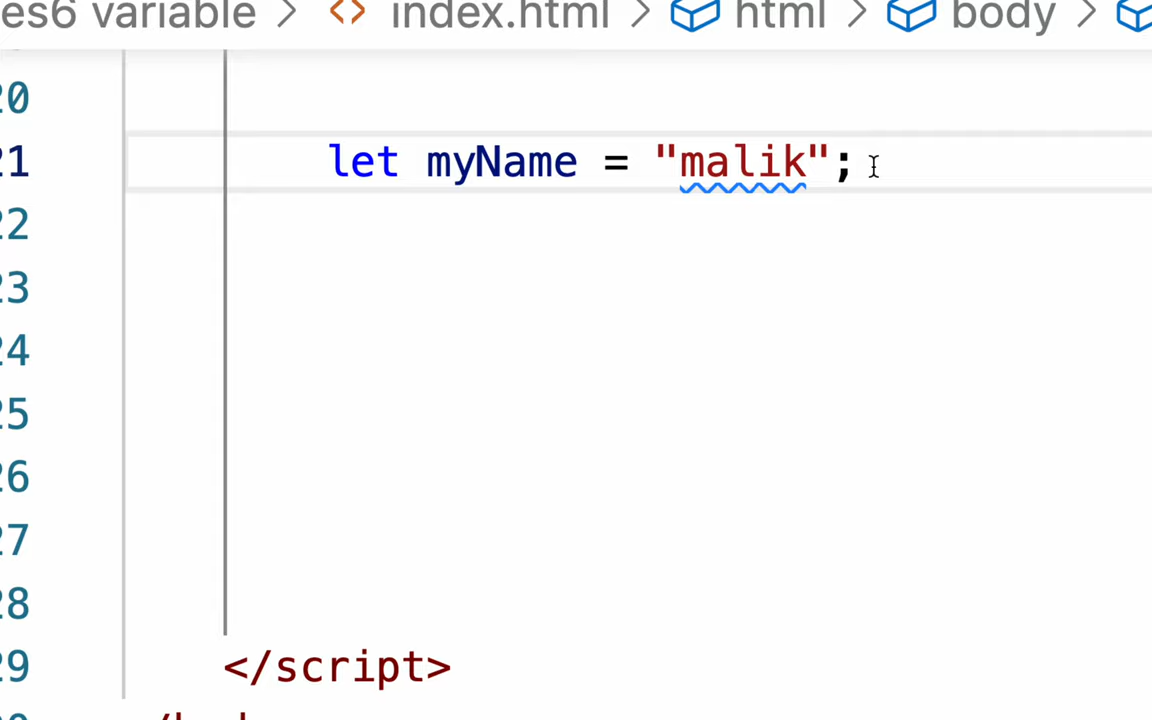 es6 variable > <> index.html > html > body >
20
21 let myName = "malik";
22
23
24
25
26
27
28
29 </script>